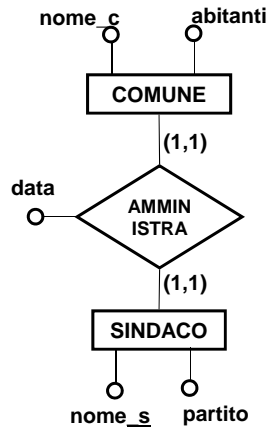 nome_c abitanti
COMUNE
(1,1)
data
AMMIN
ISTRA
(1,1)
SINDACO
nome_s partito